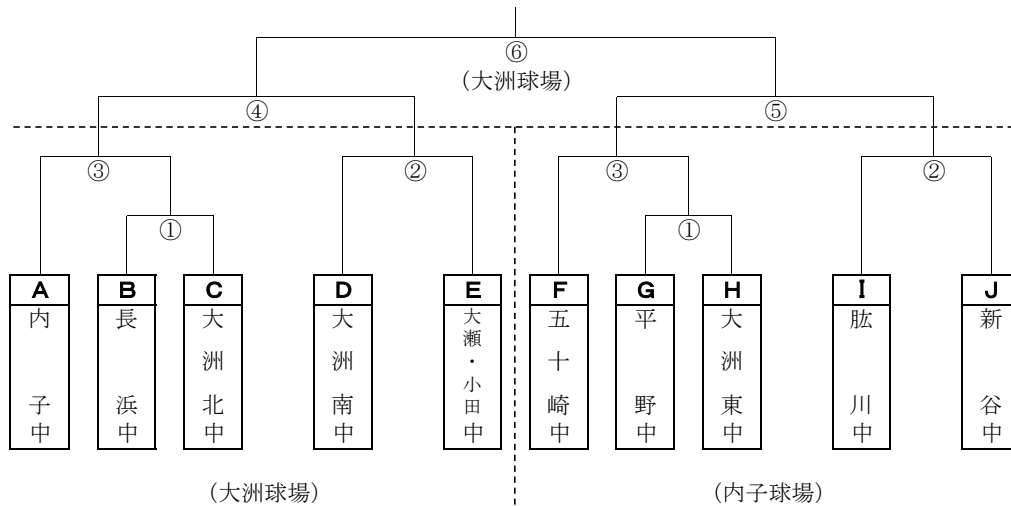 ⑥
(大洲球場)
④ ⑤
③ ② ③ ②
① ①
A B C D E F G H I J
内子中
長浜中
大洲北中
大洲南中
大瀬・小田中
五十崎中
平野中
大洲東中
肱川中
新谷中
(大洲球場) (内子球場)